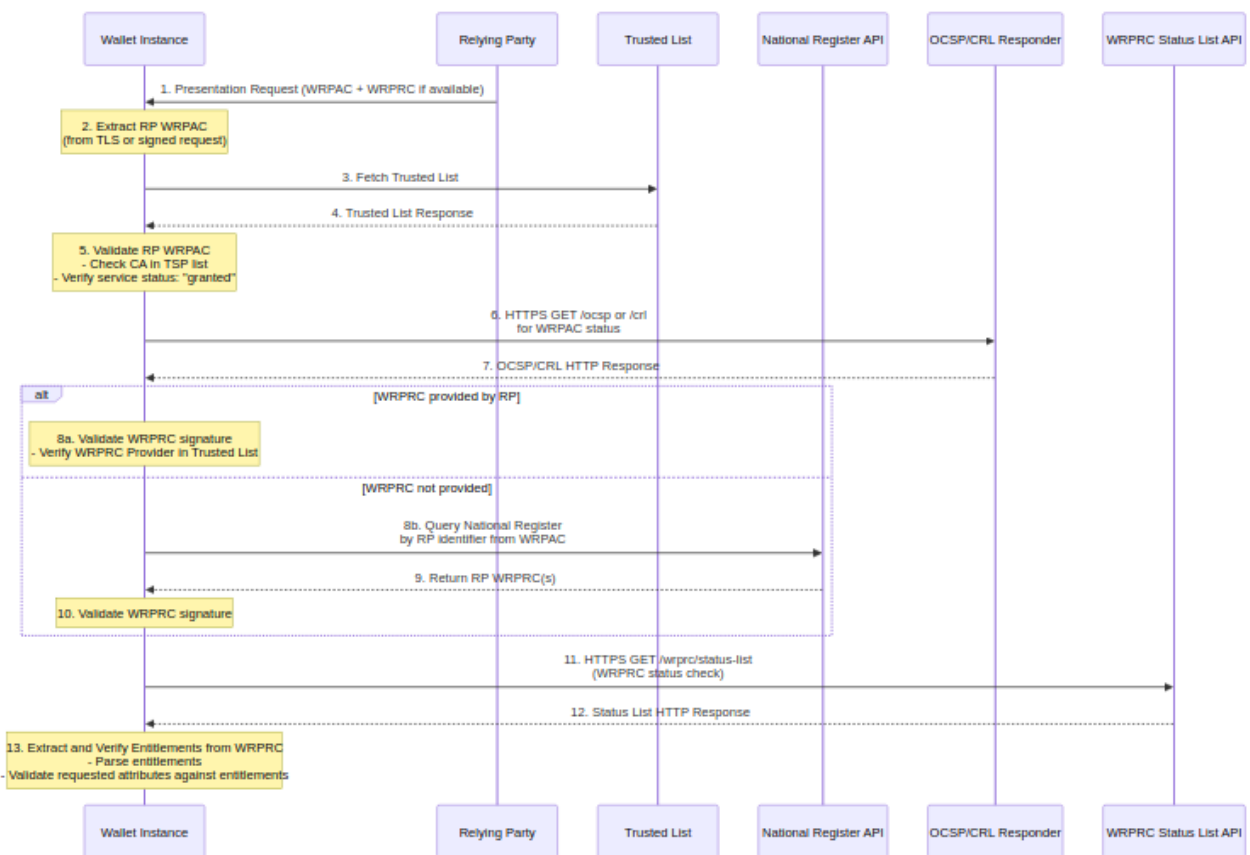 Wallet Instance
Relying Party
Trusted List
National Register API
OCSP/CRL Responder
WRPRC Status List API
1. Presentation Request (WRPAC + WRPRC if available)
2. Extract RP WRPAC
(from TLS or signed request)
3. Fetch Trusted List
4. Trusted List Response
5. Validate RP WRPAC
- Check CA in TSP list
- Verify service status: "granted"
6. HTTPS GET /ocsp or /crl
for WRPAC status
7. OCSP/CRL HTTP Response
alt
[WRPRC provided by RP]
8a. Validate WRPRC signature
- Verify WRPRC Provider in Trusted List
[WRPRC not provided]
8b. Query National Register
by RP identifier from WRPAC
9. Return RP WRPRC(s)
10. Validate WRPRC signature
11. HTTPS GET /wrprc/status-list
(WRPRC status check)
12. Status List HTTP Response
13. Extract and Verify Entitlements from WRPRC
- Parse entitlements
- Validate requested attributes against entitlements
Wallet Instance
Relying Party
Trusted List
National Register API
OCSP/CRL Responder
WRPRC Status List API